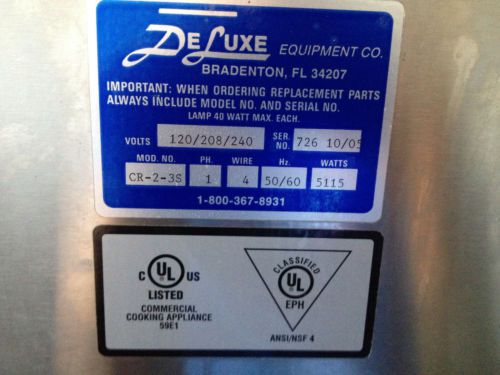 DeLuxe EQUIPMENT CO.
BRADENTON, FL 34207
IMPORTANT: WHEN ORDERING REPLACEMENT PARTS
ALWAYS INCLUDE MODEL NO. AND SERIAL NO.
LAMP 40 WATT MAX. EACH.
VOLTS 120/208/240 SER. NO. 726 10/05
MOD. NO. PH. WIRE Hz. WATTS
CR-2-3S 1 4 50/60 5115
1-800-367-8931
C UL US
LISTED
COMMERCIAL
COOKING APPLIANCE
59E1
CLASSIFIED
UL
EPH
ANSI/NSF 4